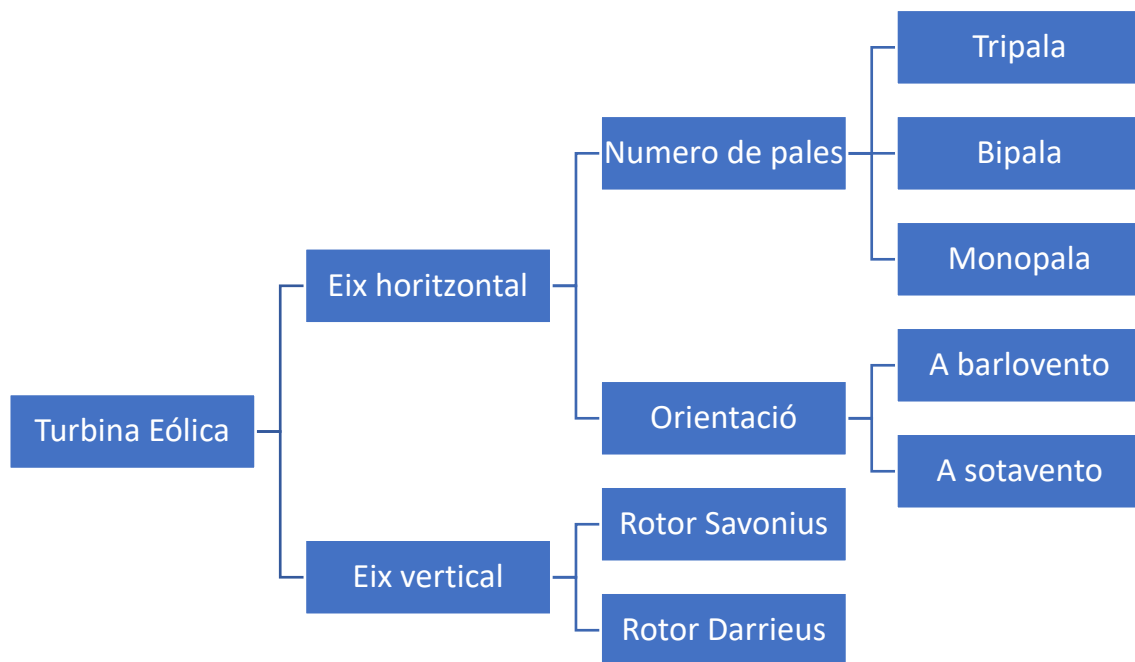 Turbina Eólica
Eix horitzontal
Numero de pales
Tripala
Bipala
Monopala
Orientació
A barlovento
A sotavento
Eix vertical
Rotor Savonius
Rotor Darrieus